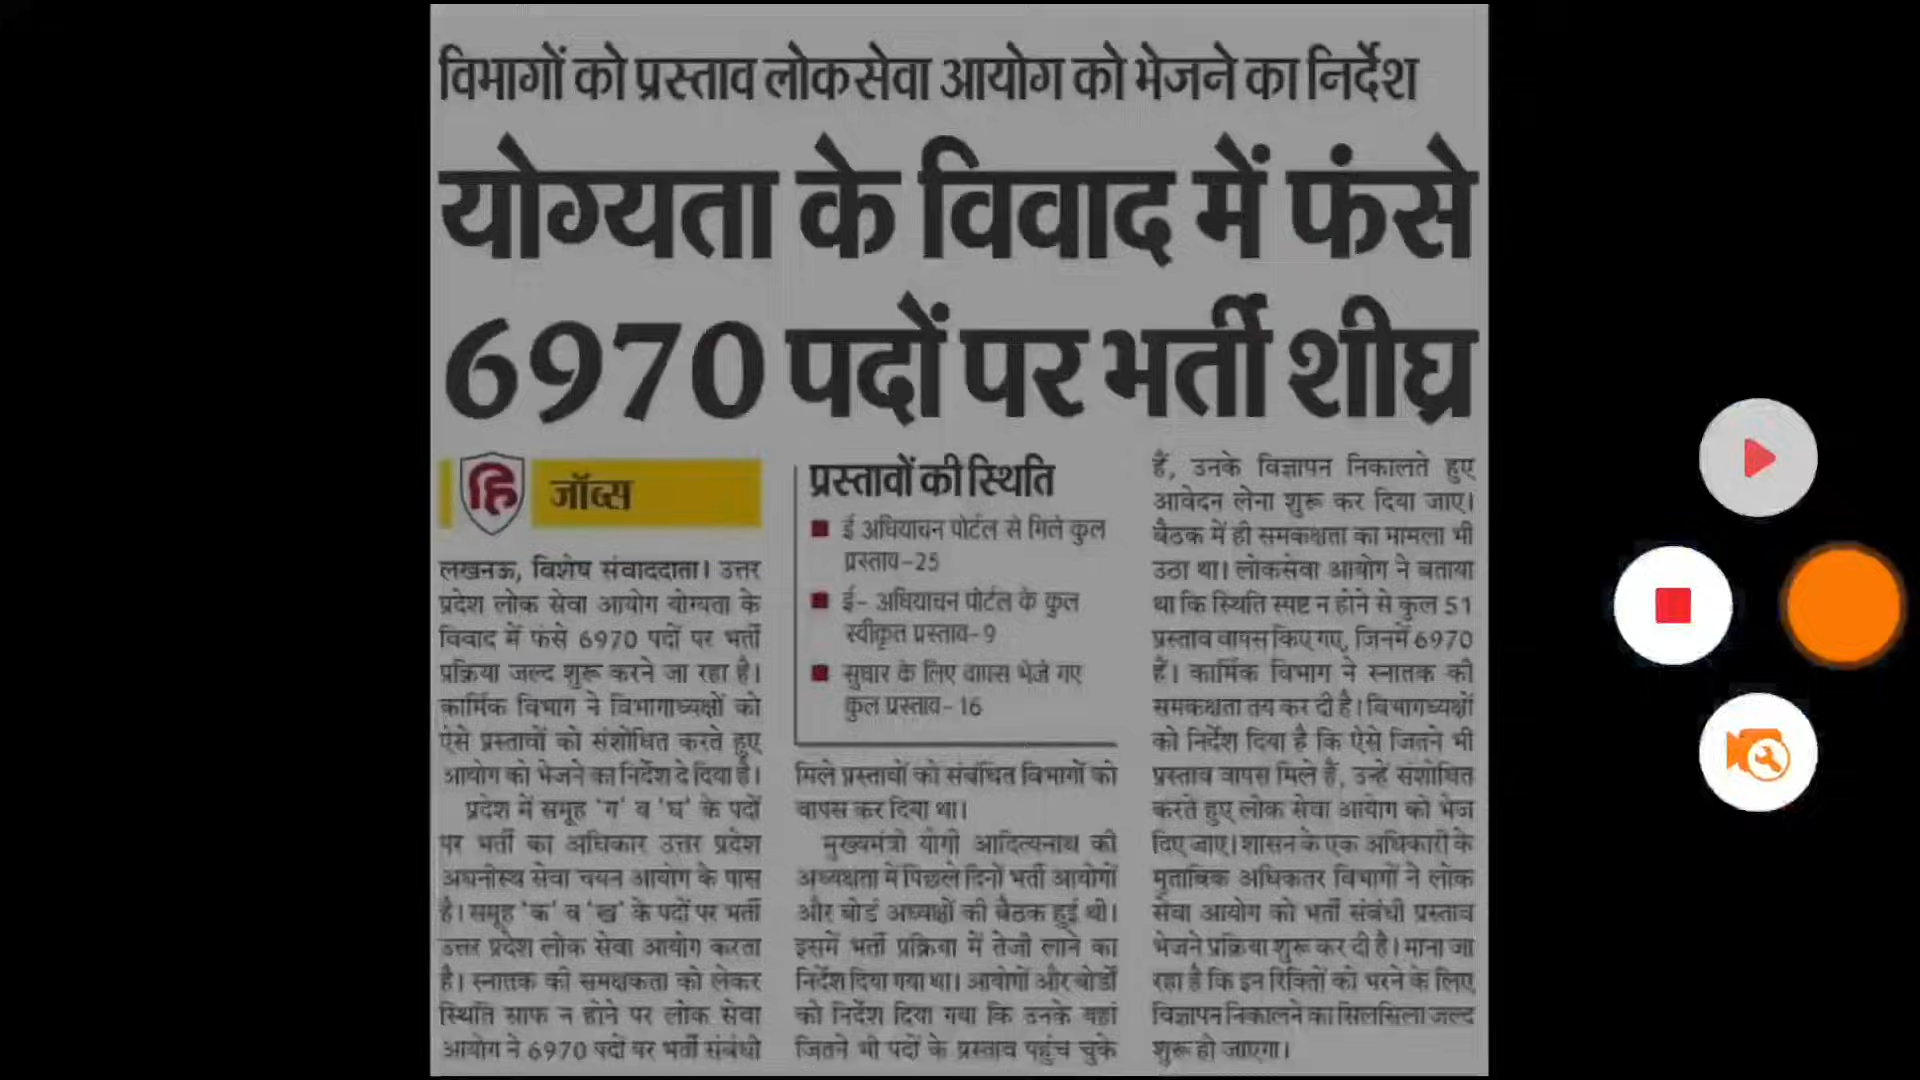 विभागों को प्रस्ताव लोकसेवा आयोग को भेजने का निर्देश
योग्यता के विवाद में फंसे
6970 पदों पर भर्ती शीघ्र
हि जॉब्स
लखनऊ, विशेष संवाददाता। उत्तर
प्रदेश लोक सेवा आयोग योग्यता के
विवाद में फंसे 6970 पदों पर भर्ती
प्रक्रिया जल्द शुरू करने जा रहा है।
कार्मिक विभाग ने विभागाध्यक्षों को
ऐसे प्रस्तावों को संशोधित करते हुए
आयोग को भेजने का निर्देश दे दिया है।
प्रदेश में समूह 'ग' व 'घ' के पदों
पर भर्ती का अधिकार उत्तर प्रदेश
अधीनस्थ सेवा चयन आयोग के पास
है। समूह 'क' व 'ख' के पदों पर भर्ती
उत्तर प्रदेश लोक सेवा आयोग करता
है। स्नातक की समक्षकता को लेकर
स्थिति साफ न होने पर लोक सेवा
आयोग ने 6970 पदों पर भर्ती संबंधी
प्रस्तावों की स्थिति
ई अधियाचन पोर्टल से मिले कुल
प्रस्ताव-25
ई- अधियाचन पोर्टल के कुल
स्वीकृत प्रस्ताव-9
सुधार के लिए वापस भेजे गए
कुल प्रस्ताव- 16
मिले प्रस्तावों को संबंधित विभागों को
वापस कर दिया था।
मुख्यमंत्री योगी आदित्यनाथ की
अध्यक्षता में पिछले दिनों भर्ती आयोगों
और बोर्ड अध्यक्षों की बैठक हुई थी।
इसमें भर्ती प्रक्रिया में तेजी लाने का
निर्देश दिया गया था। आयोगों और बोर्डों
को निर्देश दिया गया कि उनके यहां
जितने भी पदों के प्रस्ताव पहुंच चुके
हैं, उनके विज्ञापन निकालते हुए
आवेदन लेना शुरू कर दिया जाए।
बैठक में ही समकक्षता का मामला भी
उठा था। लोकसेवा आयोग ने बताया
था कि स्थिति स्पष्ट न होने से कुल 51
प्रस्ताव वापस किए गए, जिनमें 6970
हैं। कार्मिक विभाग ने स्नातक की
समकक्षता तय कर दी है। विभागध्यक्षों
को निर्देश दिया है कि ऐसे जितने भी
प्रस्ताव वापस मिले हैं, उन्हें संशोधित
करते हुए लोक सेवा आयोग को भेज
दिए जाए। शासन के एक अधिकारी के
मुताबिक अधिकतर विभागों ने लोक
सेवा आयोग को भर्ती संबंधी प्रस्ताव
भेजने प्रक्रिया शुरू कर दी है। माना जा
रहा है कि इन रिक्तिों को भरने के लिए
विज्ञापन निकालने का सिलसिला जल्द
शुरू हो जाएगा।